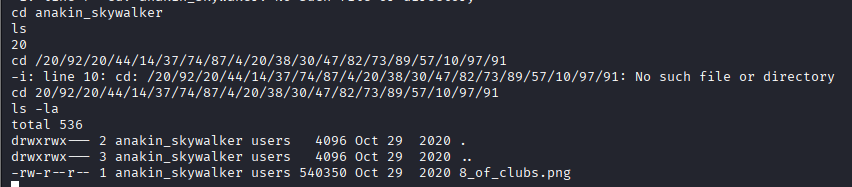 cd anakin_skywalker
ls
20
cd /20/92/20/44/14/37/74/87/4/20/38/30/47/82/73/89/57/10/97/91
-i: line 10: cd: /20/92/20/44/14/37/74/87/4/20/38/30/47/82/73/89/57/10/97/91: No such file or directory
cd 20/92/20/44/14/37/74/87/4/20/38/30/47/82/73/89/57/10/97/91
ls -la
total 536
drwxrwx--- 2 anakin_skywalker users   4096 Oct 29  2020 .
drwxrwx--- 3 anakin_skywalker users   4096 Oct 29  2020 ..
-rw-r--r-- 1 anakin_skywalker users 540350 Oct 29  2020 8_of_clubs.png